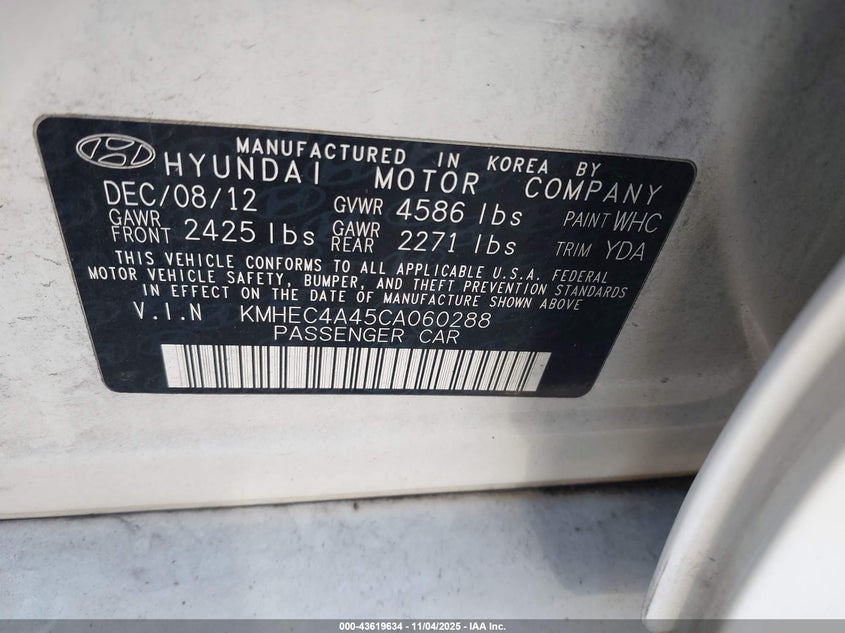 MANUFACTURED IN KOREA BY
HYUNDAI MOTOR COMPANY
DEC/08/12 GVWR 4586 lbs PAINT WHC
GAWR FRONT 2425 lbs GAWR REAR 2271 lbs TRIM YDA
THIS VEHICLE CONFORMS TO ALL APPLICABLE U.S.A. FEDERAL
MOTOR VEHICLE SAFETY, BUMPER, AND THEFT PREVENTION STANDARDS
IN EFFECT ON THE DATE OF MANUFACTURE SHOWN ABOVE
V.I.N KMHEC4A45CA060288
PASSENGER CAR
000-43619634 | 11/04/2025 - IAA Inc.